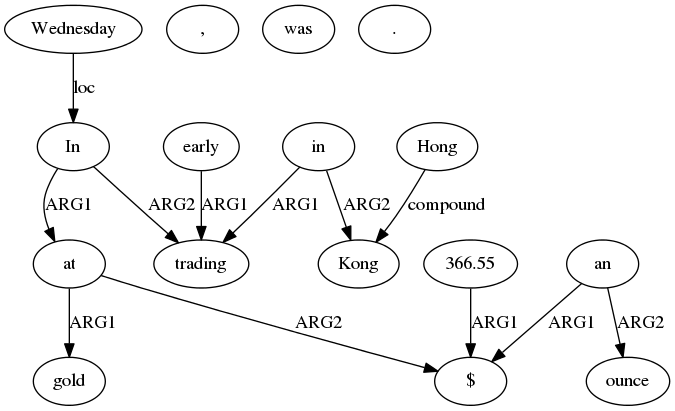 Wednesday , was .
loc
In early in Hong
ARG1 ARG2 ARG1 ARG1 ARG2 compound
at trading Kong 366.55 an
ARG1 ARG2 ARG1 ARG1 ARG2
gold $ ounce